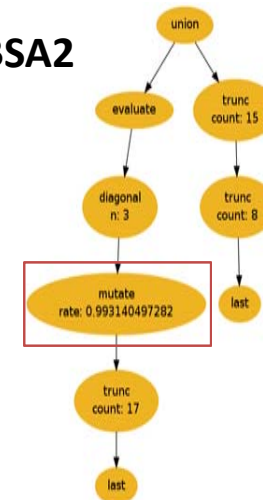 BSA2
union
evaluate
trunc
count: 15
diagonal
n: 3
trunc
count: 8
mutate
rate: 0.993140497282
last
trunc
count: 17
last